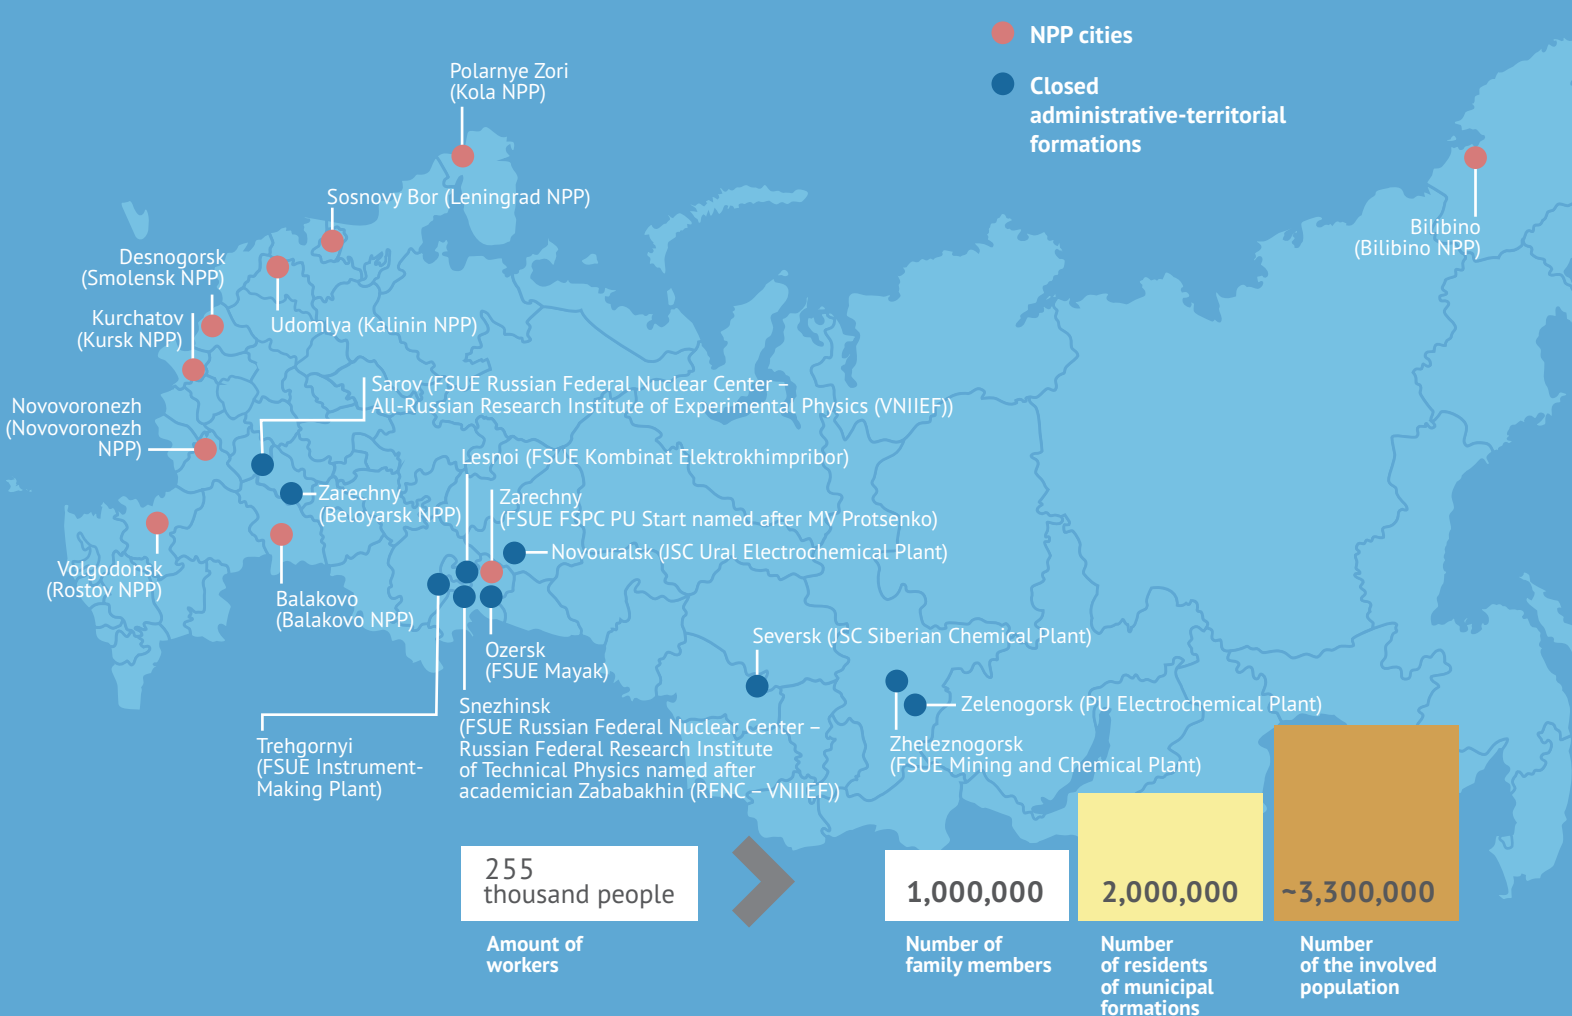 NPP cities
Closed
administrative-territorial
formations
Polarnye Zori
(Kola NPP)
Sosnovy Bor (Leningrad NPP)
Desnogorsk
(Smolensk NPP)
Bilibino
(Bilibino NPP)
Kurchatov
(Kursk NPP)
Udomlya (Kalinin NPP)
Sarov (FSUE Russian Federal Nuclear Center –
All-Russian Research Institute of Experimental Physics (VNIIEF))
Novovoronezh
(Novovoronezh
NPP)
Lesnoi (FSUE Kombinat Elektrokhimpribor)
Zarechny
(Beloyarsk NPP)
Zarechny
(FSUE FSPC PU Start named after MV Protsenko)
Novouralsk (JSC Ural Electrochemical Plant)
Volgodonsk
(Rostov NPP)
Balakovo
(Balakovo NPP)
Ozersk
(FSUE Mayak)
Seversk (JSC Siberian Chemical Plant)
Snezhinsk
(FSUE Russian Federal Nuclear Center –
Russian Federal Research Institute
of Technical Physics named after
academician Zababakhin (RFNC – VNIIEF))
Zelenogorsk (PU Electrochemical Plant)
Zheleznogorsk
(FSUE Mining and Chemical Plant)
Trehgornyi
(FSUE Instrument-
Making Plant)
255
thousand people
Amount of
workers
1,000,000
Number of
family members
2,000,000
Number
of residents
of municipal
formations
~3,300,000
Number
of the involved
population